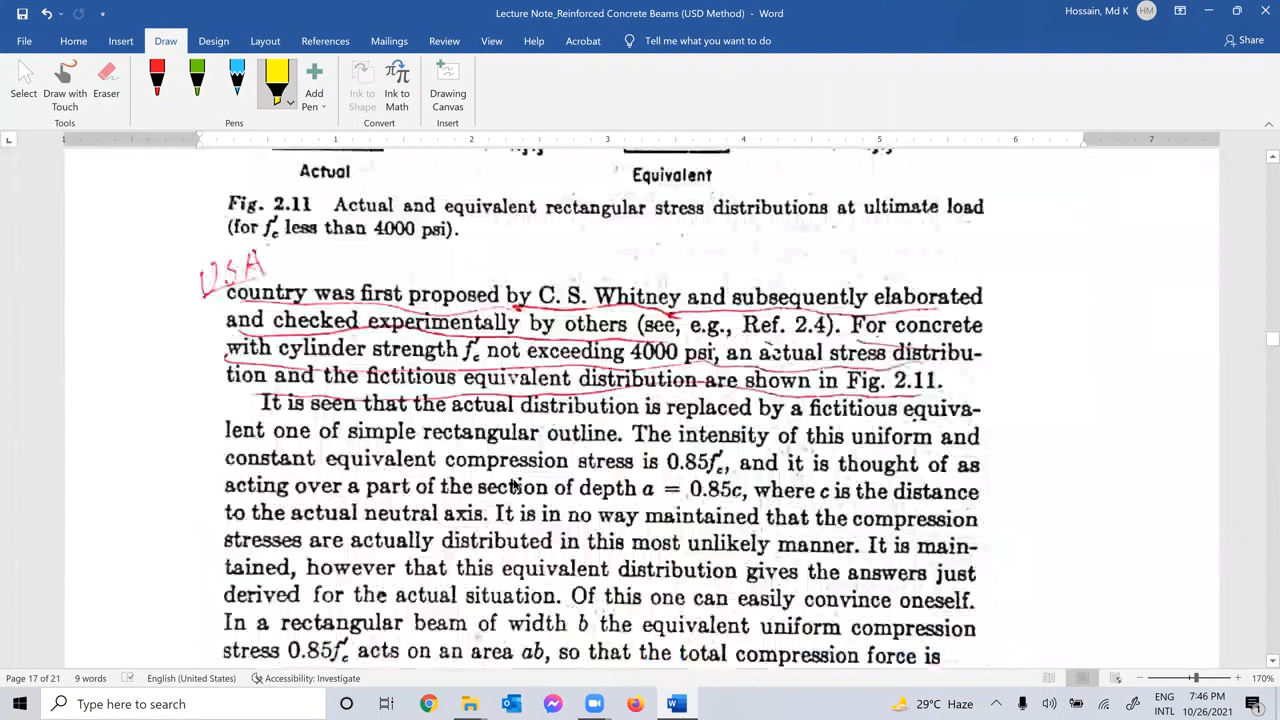 Lecture Note_Reinforced Concrete Beams (USD Method) - Word
Hossain, Md K
HM
File Home Insert Draw Design Layout References Mailings Review View Help Acrobat Tell me what you want to do
Share
Select
Draw with Touch
Eraser
Add Pen
Ink to Shape
Ink to Math
Drawing Canvas
Tools
Pens
Convert
Insert
1 1 2 3 4 5 6 7
Actual
Equivalent
Fig. 2.11 Actual and equivalent rectangular stress distributions at ultimate load
(for f′c less than 4000 psi).
USA
country was first proposed by C. S. Whitney and subsequently elaborated
and checked experimentally by others (see, e.g., Ref. 2.4). For concrete
with cylinder strength f′c not exceeding 4000 psi, an actual stress distribu-
tion and the fictitious equivalent distribution are shown in Fig. 2.11.
It is seen that the actual distribution is replaced by a fictitious equiva-
lent one of simple rectangular outline. The intensity of this uniform and
constant equivalent compression stress is 0.85f′c, and it is thought of as
acting over a part of the section of depth a = 0.85c, where c is the distance
to the actual neutral axis. It is in no way maintained that the compression
stresses are actually distributed in this most unlikely manner. It is main-
tained, however that this equivalent distribution gives the answers just
derived for the actual situation. Of this one can easily convince oneself.
In a rectangular beam of width b the equivalent uniform compression
stress 0.85f′c acts on an area ab, so that the total compression force is
Page 17 of 21
9 words
English (United States)
Accessibility: Investigate
170%
Type here to search
29°C Haze
ENG
INTL
7:46 PM
10/26/2021